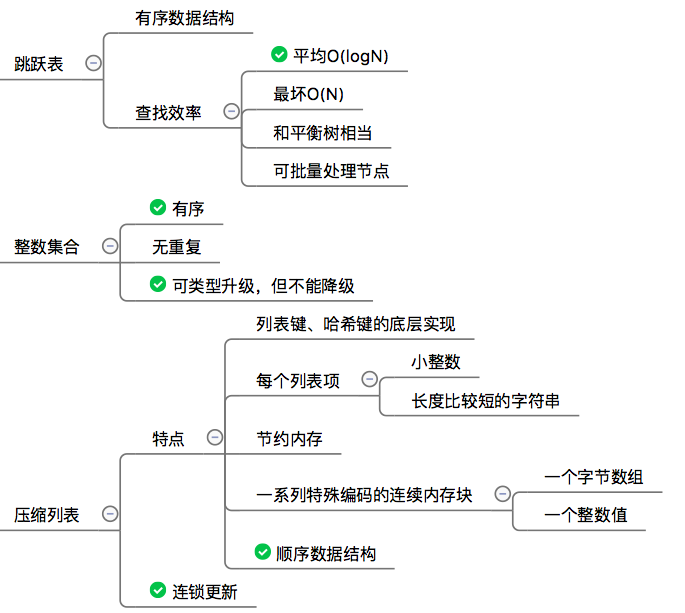 跳跃表
有序数据结构
查找效率
平均O(logN)
最坏O(N)
和平衡树相当
可批量处理节点
整数集合
有序
无重复
可类型升级，但不能降级
压缩列表
特点
列表键、哈希键的底层实现
每个列表项
小整数
长度比较短的字符串
节约内存
一系列特殊编码的连续内存块
一个字节数组
一个整数值
顺序数据结构
连锁更新